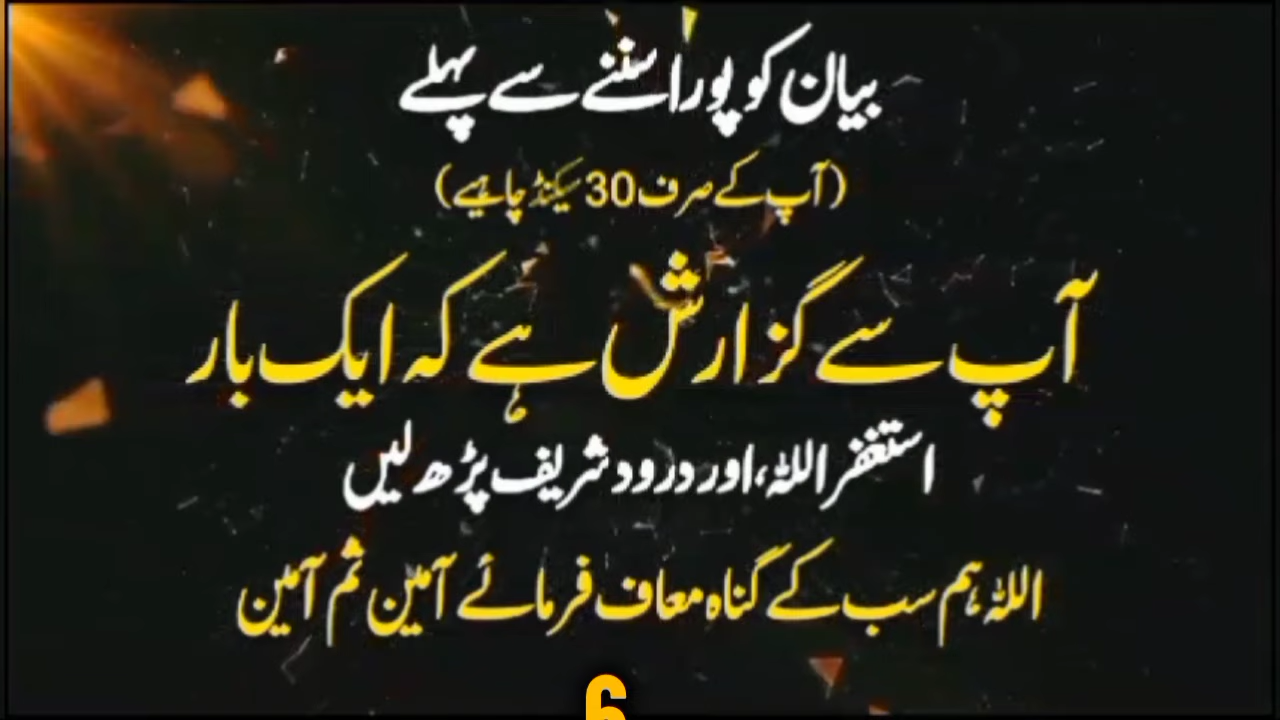 بیان کو پورا سننے سے پہلے
(آپ کے صرف 30 سیکنڈ چاہیے)
آپ سے گزارش ہے کہ ایک بار
استغفر اللہ، اور درود شریف پڑھ لیں
اللہ ہم سب کے گناہ معاف فرمائے آمین ثم آمین
6